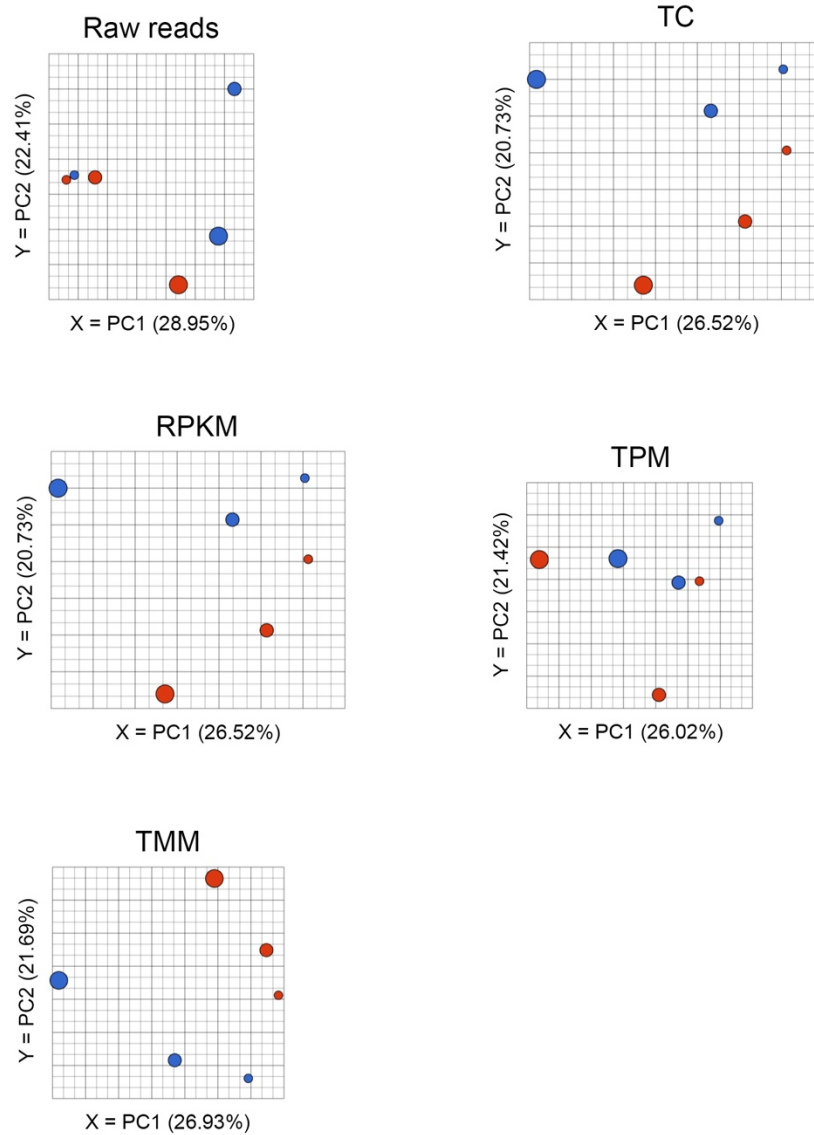 Raw reads
Y = PC2 (22.41%)
X = PC1 (28.95%)
TC
Y = PC2 (20.73%)
X = PC1 (26.52%)
RPKM
Y = PC2 (20.73%)
X = PC1 (26.52%)
TPM
Y = PC2 (21.42%)
X = PC1 (26.02%)
TMM
Y = PC2 (21.69%)
X = PC1 (26.93%)